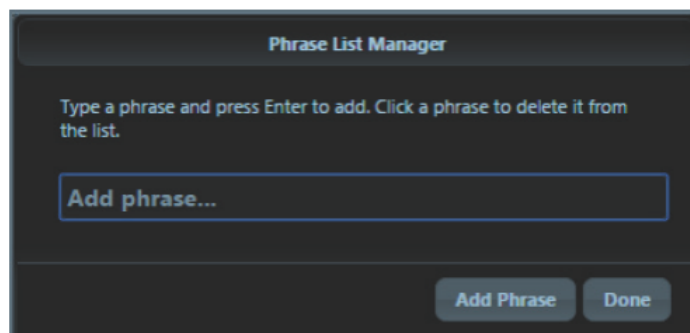 Phrase List Manager
Type a phrase and press Enter to add. Click a phrase to delete it from
the list.
Add phrase...
Add Phrase
Done